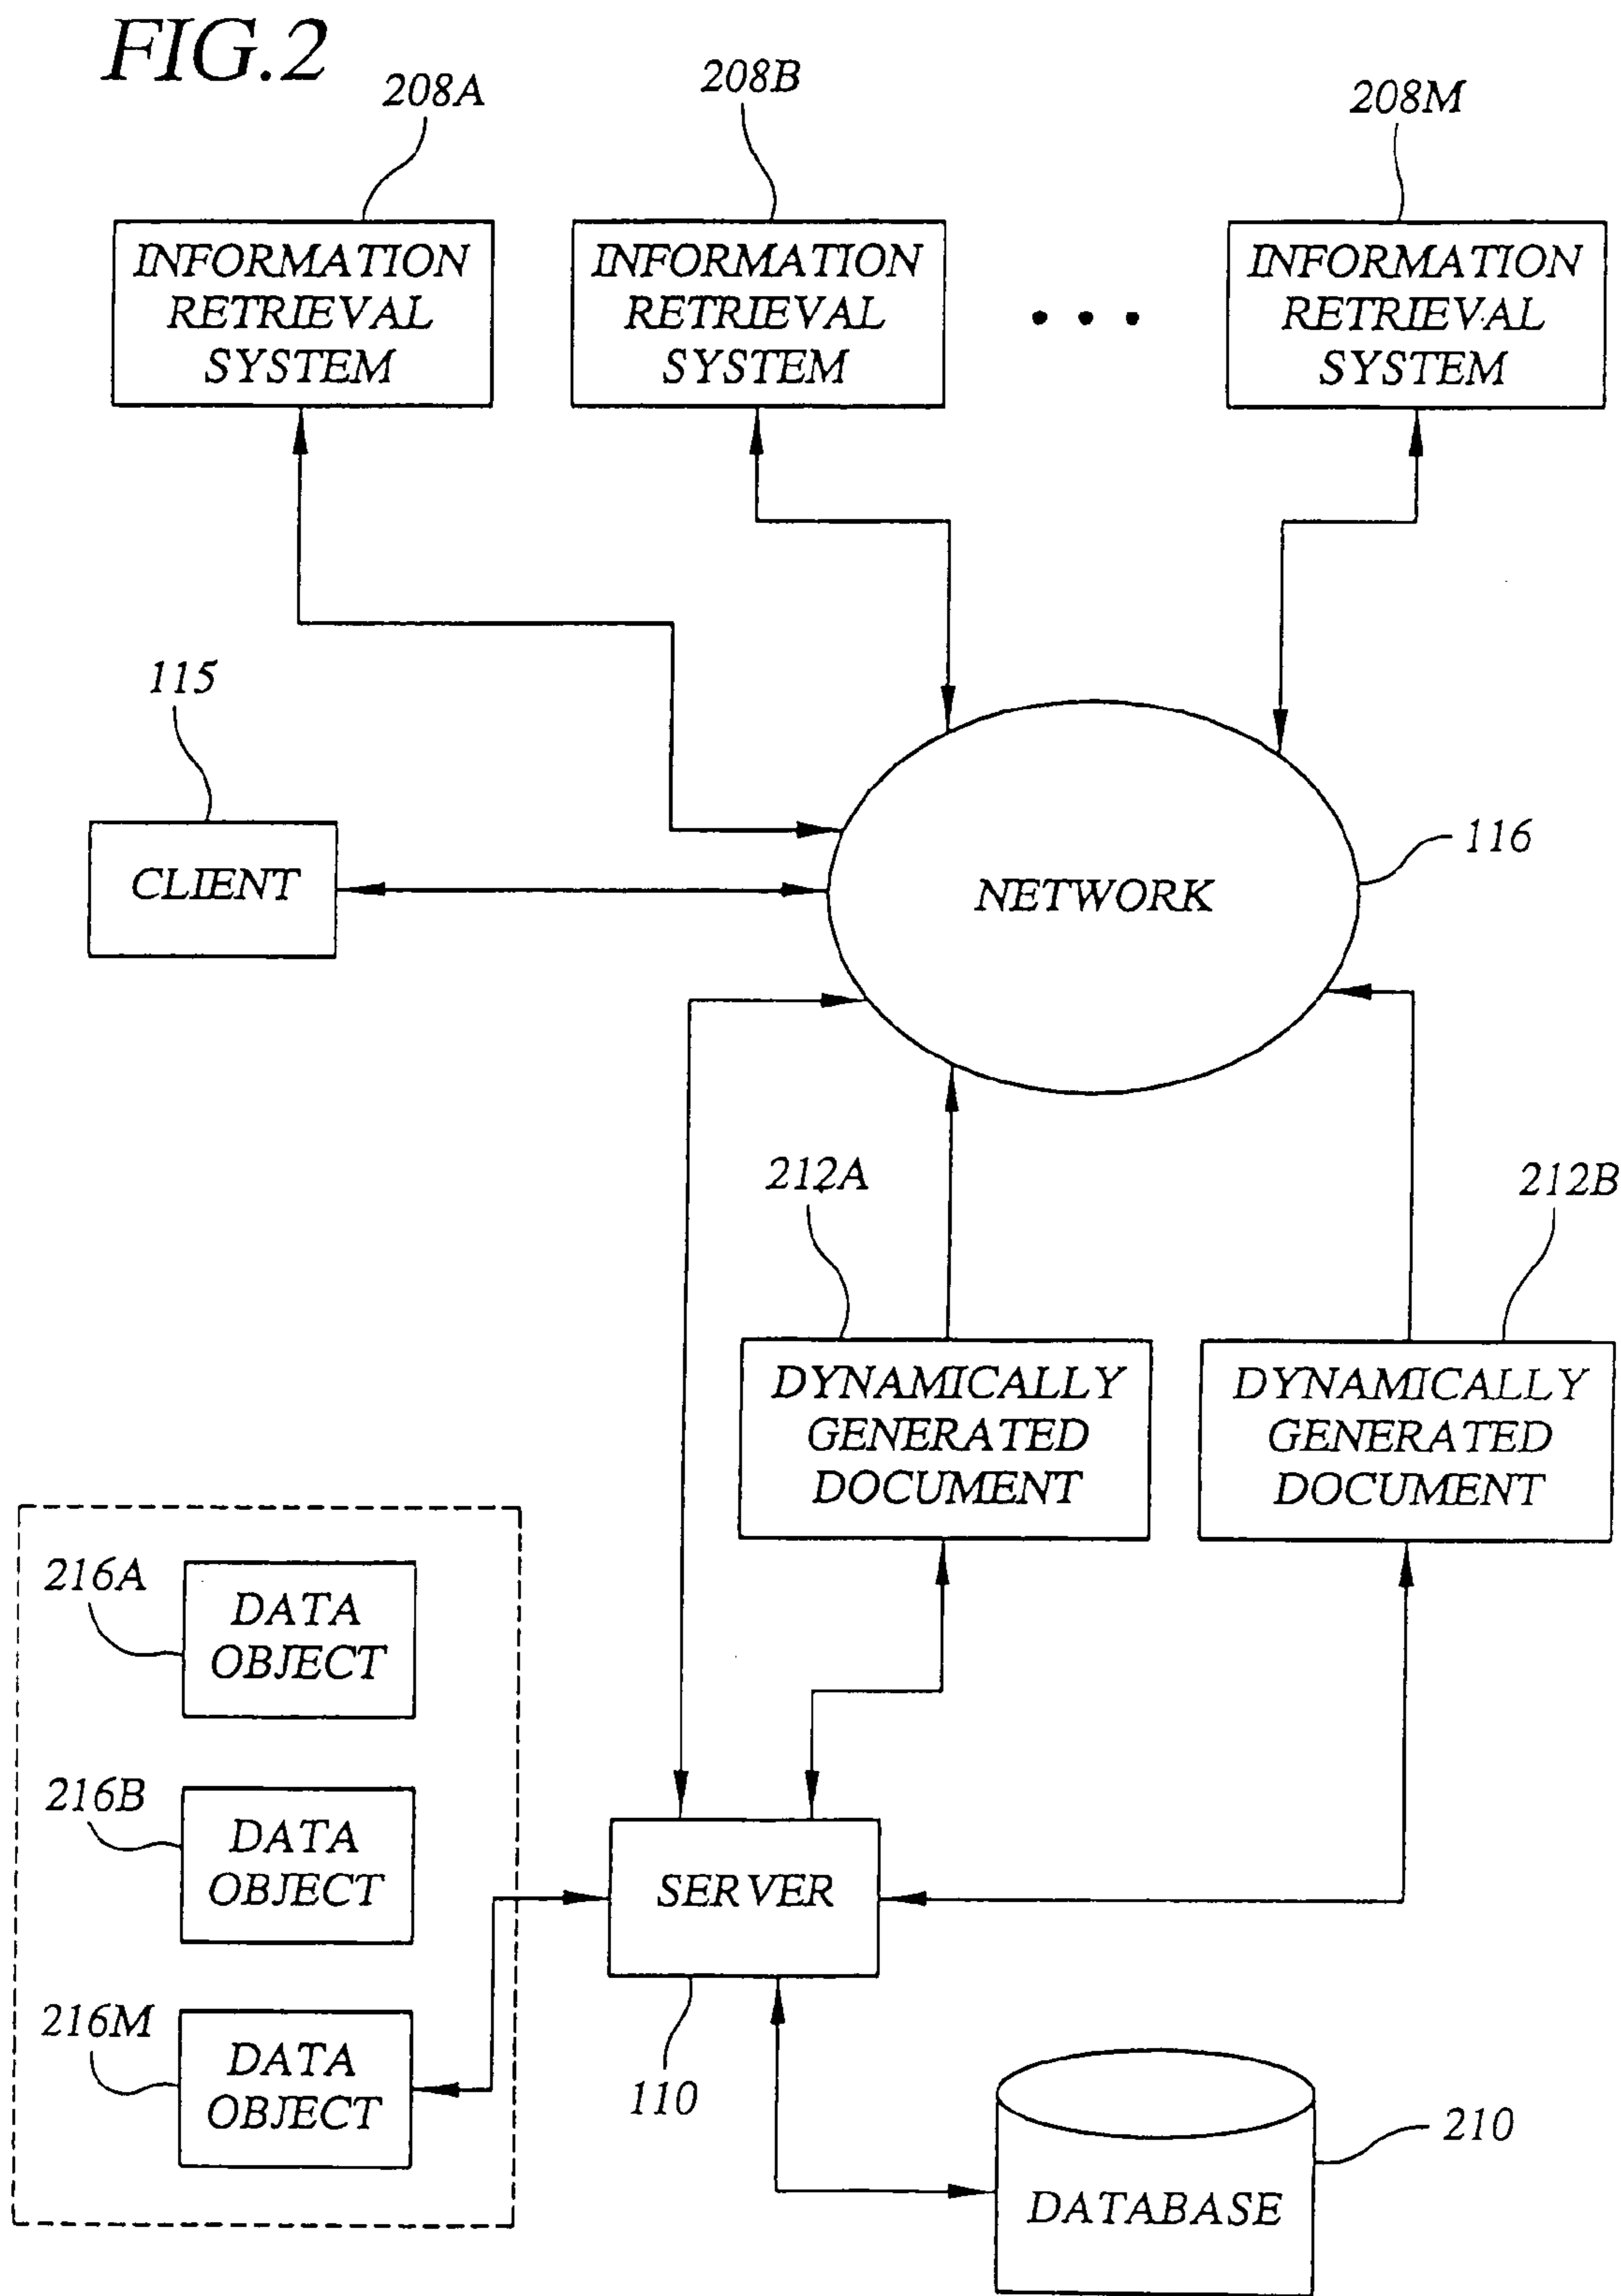 FIG.2
208A
208B
208M
INFORMATION
RETRIEVAL
SYSTEM
INFORMATION
RETRIEVAL
SYSTEM
INFORMATION
RETRIEVAL
SYSTEM
115
CLIENT
NETWORK
116
212A
212B
DYNAMICALLY
GENERATED
DOCUMENT
DYNAMICALLY
GENERATED
DOCUMENT
216A
DATA
OBJECT
216B
DATA
OBJECT
216M
DATA
OBJECT
SERVER
110
210
DATABASE